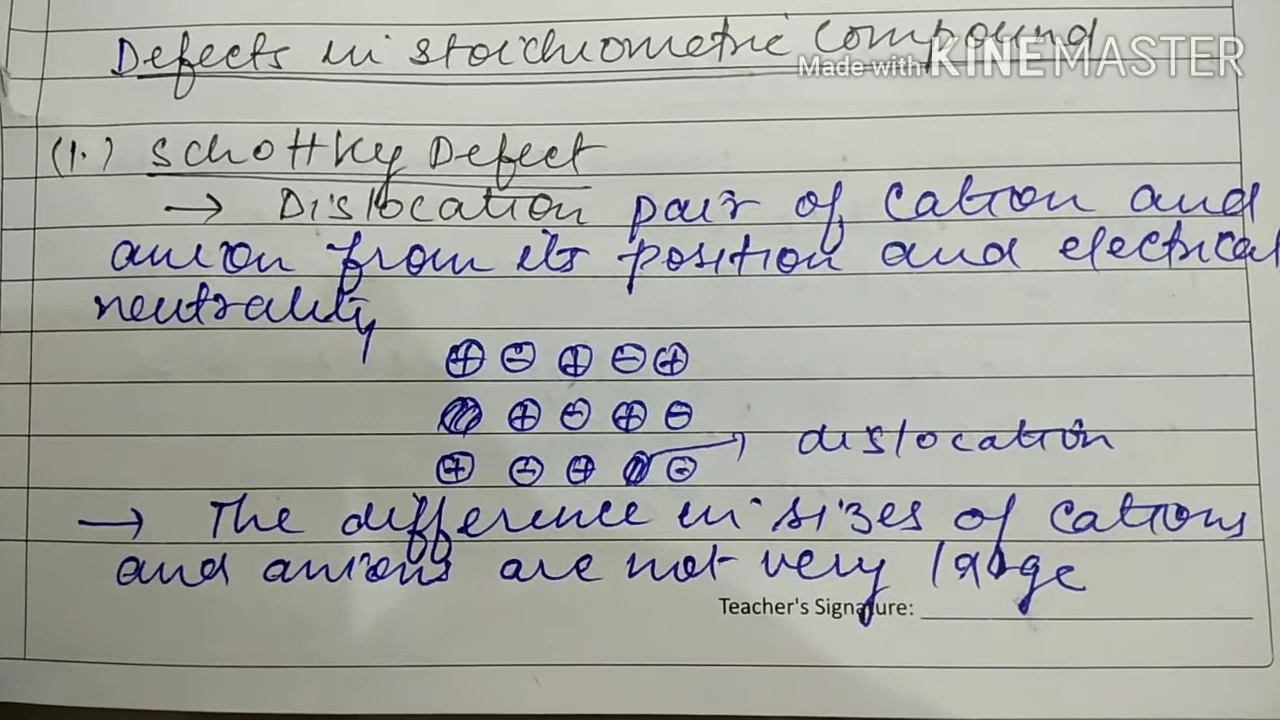 Defects in stoichiometric compound
Made with KINEMASTER
(1.) Schottky Defect
→ Dislocation pair of cation and
anion from its position and electrical
neutrality
⊕ ⊖ ⊕ ⊖ ⊕
⊕ ⊖ ⊕ ⊖
⊕ ⊖ ⊕ ⊖
dislocation
→ The difference in sizes of cations
and anions are not very large
Teacher's Signature: